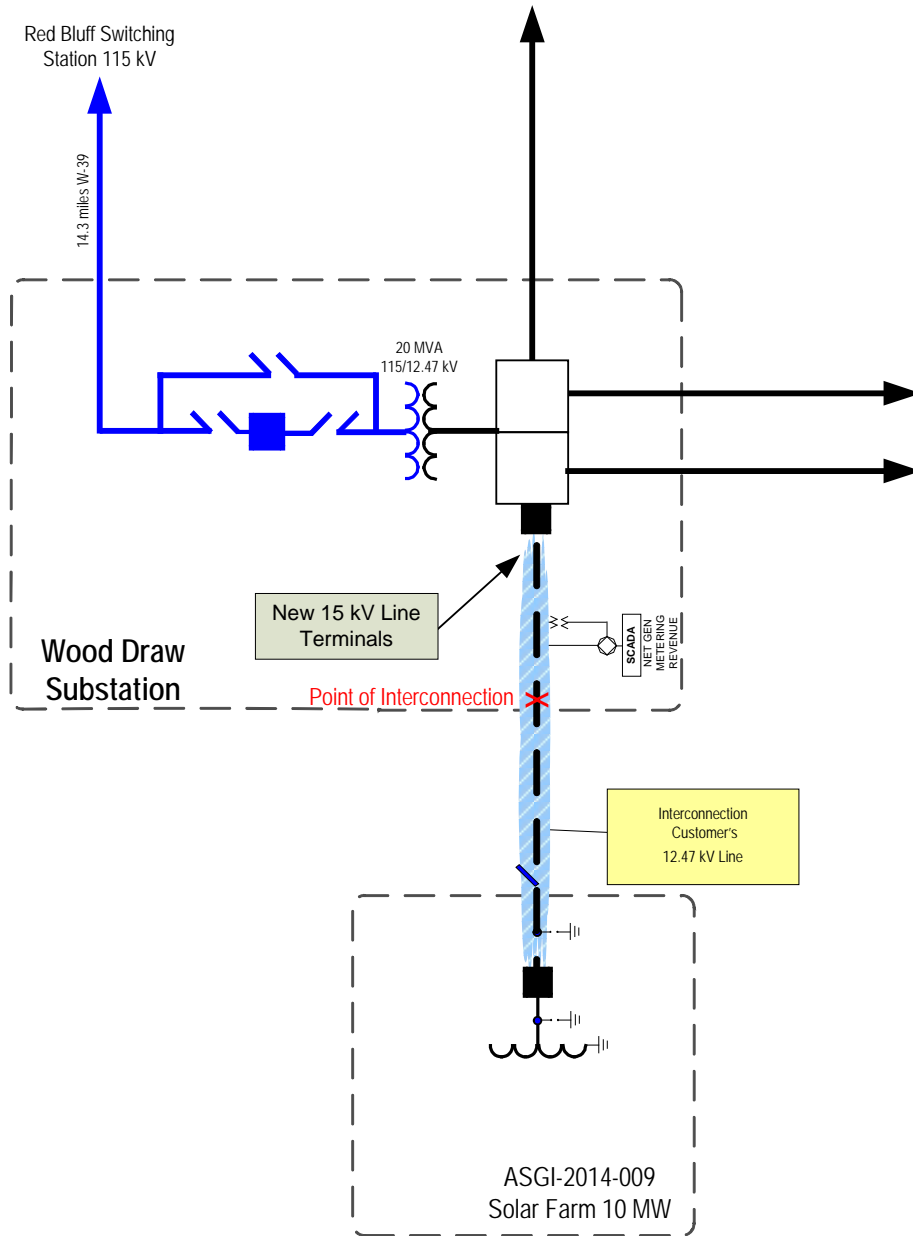 Red Bluff Switching
Station 115 kV
14.3 miles W-39
20 MVA
115/12.47 kV
New 15 kV Line
Terminals
SCADA
NET GEN
METERING
REVENUE
Wood Draw
Substation
Point of Interconnection
Interconnection
Customer's
12.47 kV Line
ASGI-2014-009
Solar Farm 10 MW